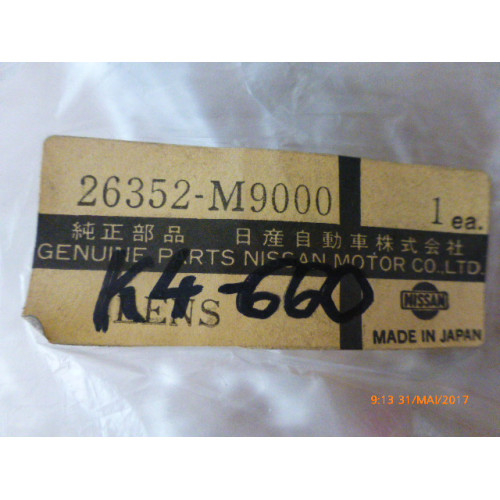 26352-M9000
1 ea.
純正部品 日産自動車株式会社
GENUINE PARTS NISSAN MOTOR CO.,LTD.
K4-660
LENS
NISSAN
MADE IN JAPAN
9:13 31/MAI/2017